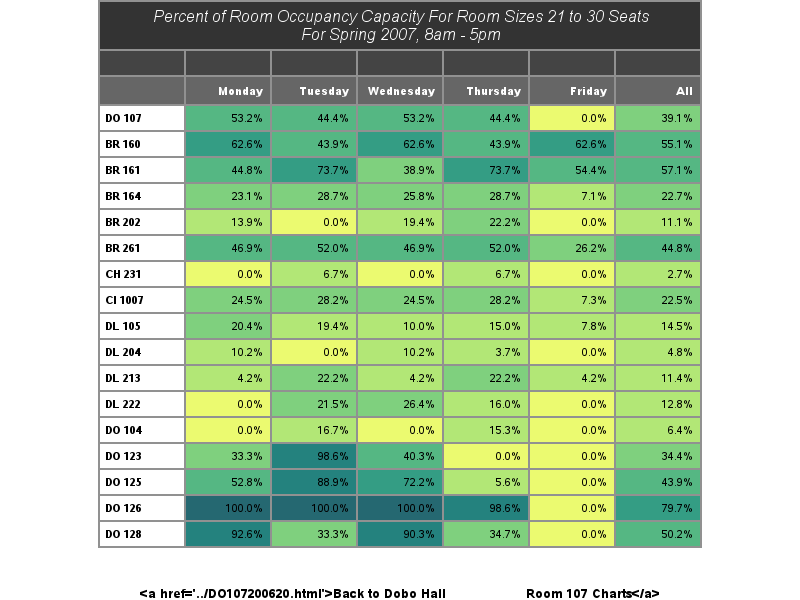 Percent of Room Occupancy Capacity For Room Sizes 21 to 30 Seats
For Spring 2007, 8am - 5pm
Monday Tuesday Wednesday Thursday Friday All
DO 107 53.2% 44.4% 53.2% 44.4% 0.0% 39.1%
BR 160 62.6% 43.9% 62.6% 43.9% 62.6% 55.1%
BR 161 44.8% 73.7% 38.9% 73.7% 54.4% 57.1%
BR 164 23.1% 28.7% 25.8% 28.7% 7.1% 22.7%
BR 202 13.9% 0.0% 19.4% 22.2% 0.0% 11.1%
BR 261 46.9% 52.0% 46.9% 52.0% 26.2% 44.8%
CH 231 0.0% 6.7% 0.0% 6.7% 0.0% 2.7%
CI 1007 24.5% 28.2% 24.5% 28.2% 7.3% 22.5%
DL 105 20.4% 19.4% 10.0% 15.0% 7.8% 14.5%
DL 204 10.2% 0.0% 10.2% 3.7% 0.0% 4.8%
DL 213 4.2% 22.2% 4.2% 22.2% 4.2% 11.4%
DL 222 0.0% 21.5% 26.4% 16.0% 0.0% 12.8%
DO 104 0.0% 16.7% 0.0% 15.3% 0.0% 6.4%
DO 123 33.3% 98.6% 40.3% 0.0% 0.0% 34.4%
DO 125 52.8% 88.9% 72.2% 5.6% 0.0% 43.9%
DO 126 100.0% 100.0% 100.0% 98.6% 0.0% 79.7%
DO 128 92.6% 33.3% 90.3% 34.7% 0.0% 50.2%
<a href='../DO107200620.html'>Back to Dobo Hall Room 107 Charts</a>